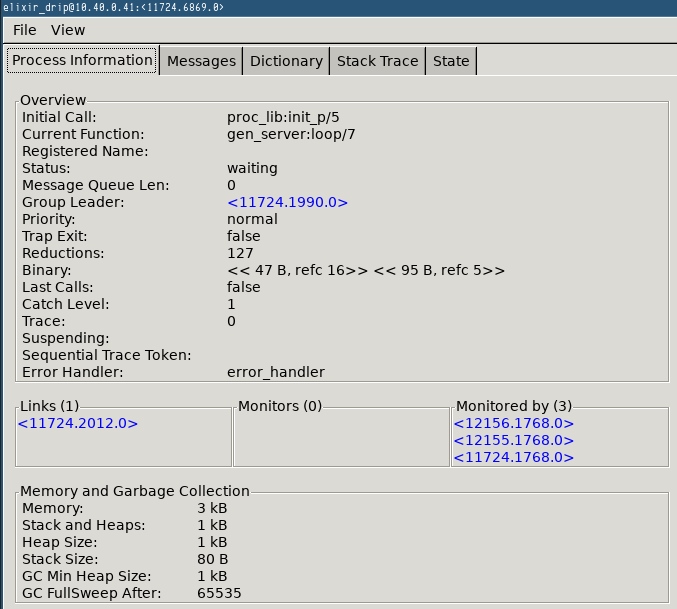 elixir_drip@10.40.0.41:<11724.6869.0>
File View
Process Information Messages Dictionary Stack Trace State
Overview
Initial Call: proc_lib:init_p/5
Current Function: gen_server:loop/7
Registered Name:
Status: waiting
Message Queue Len: 0
Group Leader: <11724.1990.0>
Priority: normal
Trap Exit: false
Reductions: 127
Binary: << 47 B, refc 16>> << 95 B, refc 5>>
Last Calls: false
Catch Level: 1
Trace: 0
Suspending:
Sequential Trace Token:
Error Handler: error_handler
Links (1) Monitors (0) Monitored by (3)
<11724.2012.0> <12156.1768.0>
<12155.1768.0>
<11724.1768.0>
Memory and Garbage Collection
Memory: 3 kB
Stack and Heaps: 1 kB
Heap Size: 1 kB
Stack Size: 80 B
GC Min Heap Size: 1 kB
GC FullSweep After: 65535